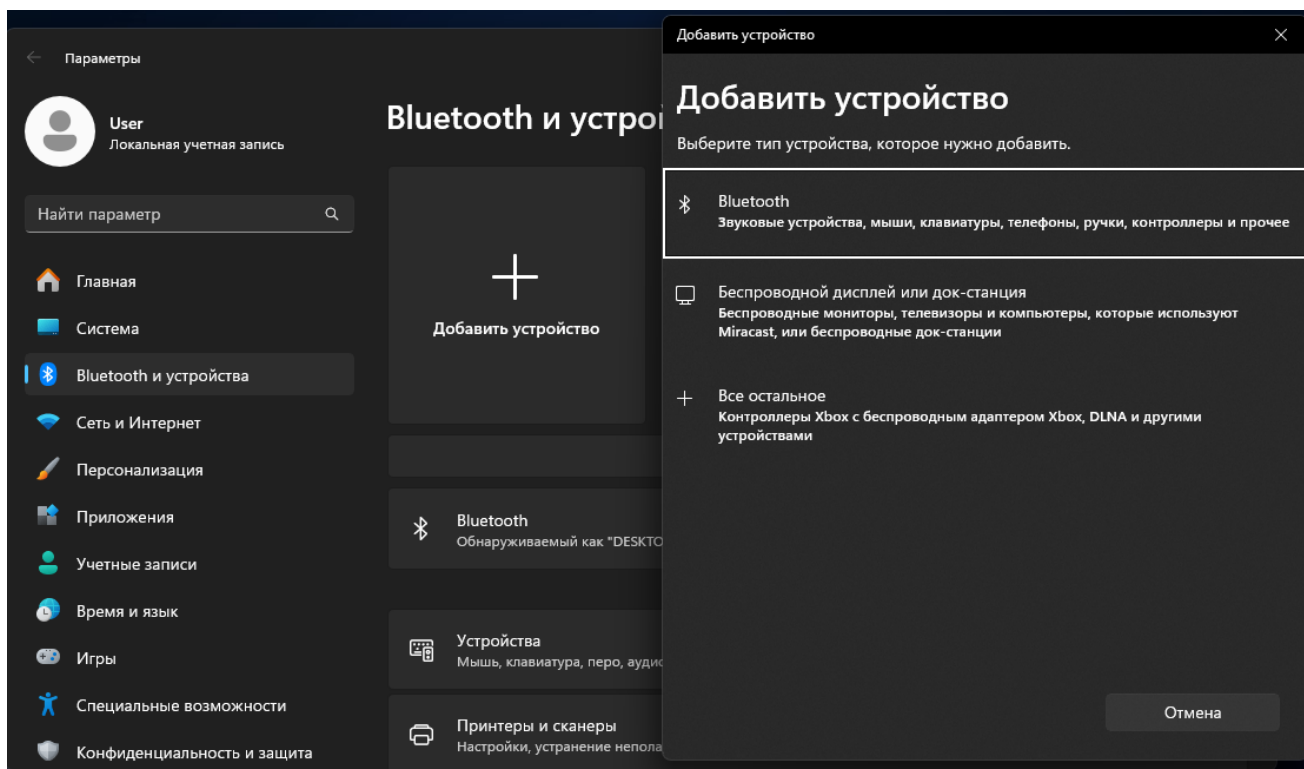 Параметры
User
Локальная учетная запись
Найти параметр
Главная
Система
Bluetooth и устройства
Сеть и Интернет
Персонализация
Приложения
Учетные записи
Время и язык
Игры
Специальные возможности
Конфиденциальность и защита
Bluetooth и
Добавить устройство
Bluetooth
Обнаруживаемый как
Устройства
Мышь, клавиатура, перо,
Принтеры и сканеры
Настройки, устранение
Добавить устройство
Добавить устройство
Выберите тип устройства, которое нужно добавить.
Bluetooth
Звуковые устройства, мыши, клавиатуры, телефоны, ручки, контроллеры и прочее
Беспроводной дисплей или док-станция
Беспроводные мониторы, телевизоры и компьютеры, которые используют
Miracast, или беспроводные док-станции
Все остальное
Контроллеры Xbox с беспроводным адаптером Xbox, DLNA и другими
устройствами
Отмена